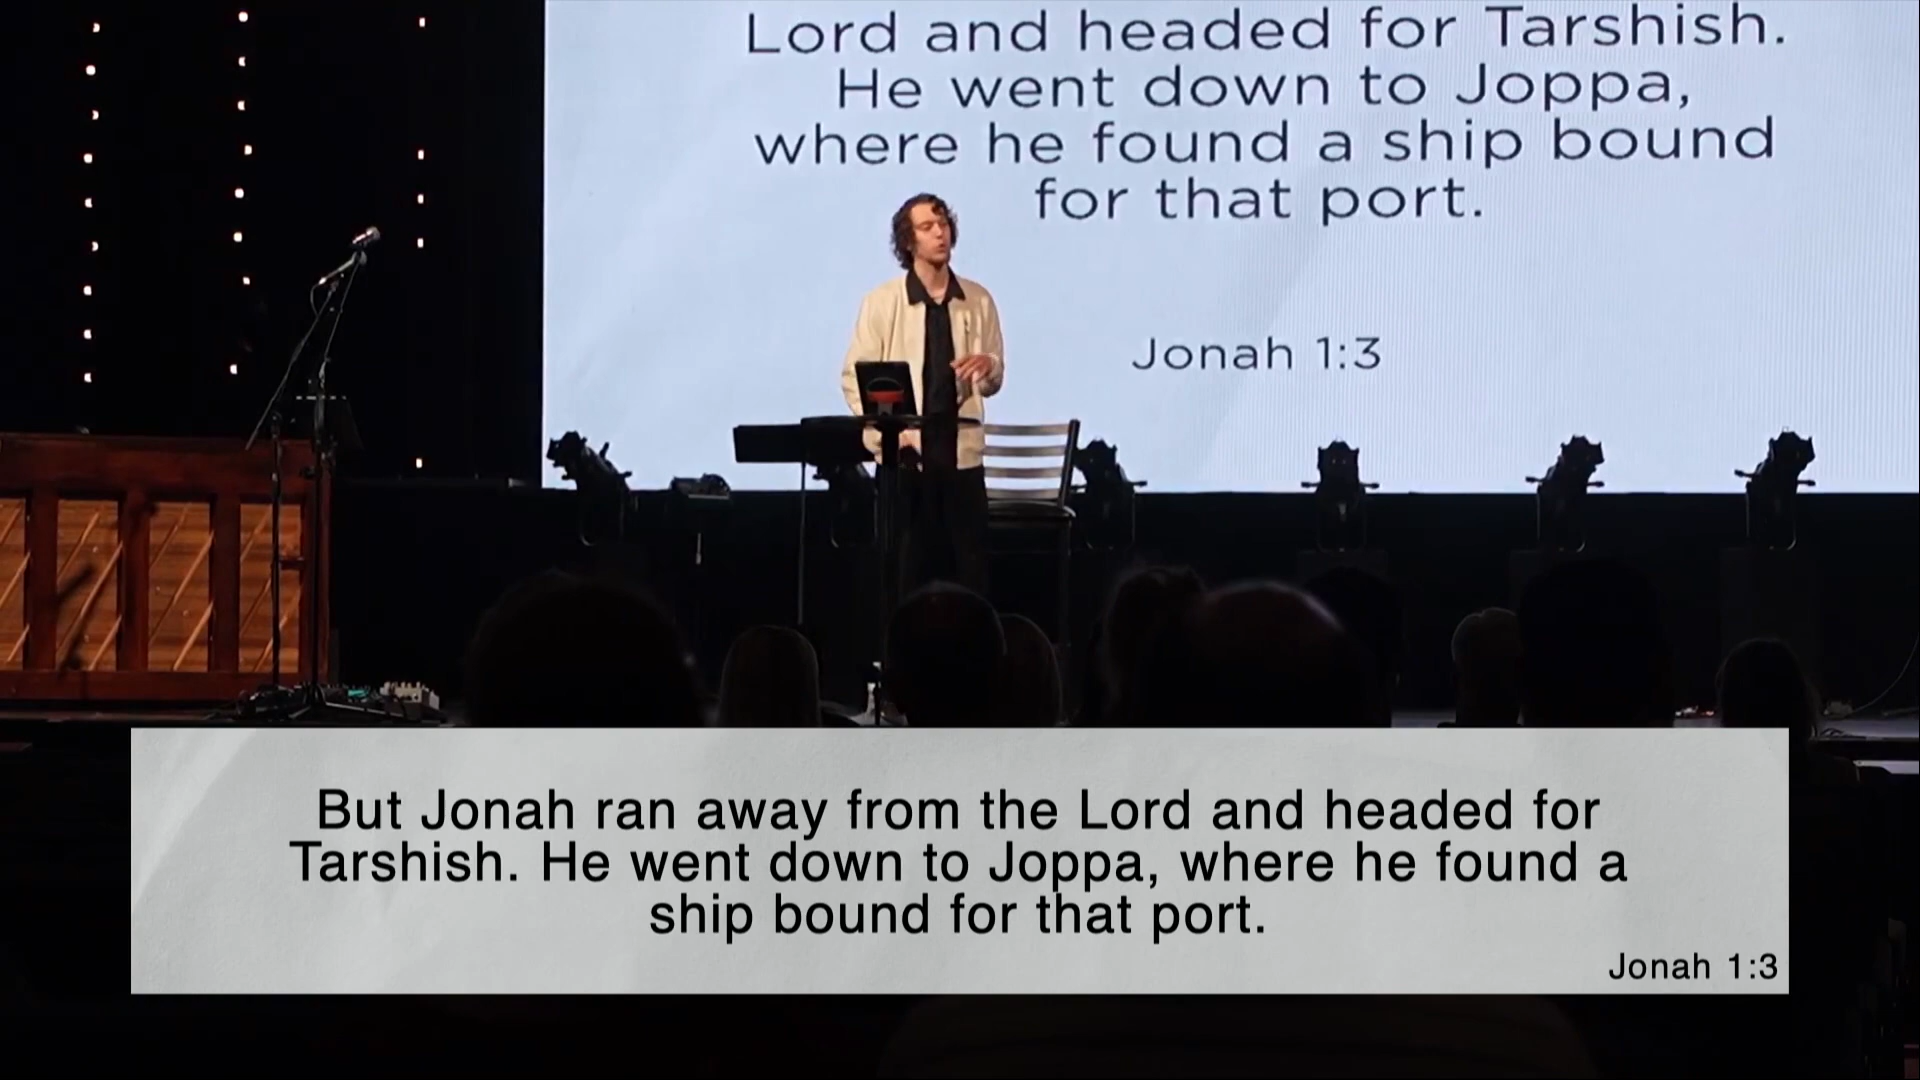 Lord and headed for Tarshish.
He went down to Joppa,
where he found a ship bound
for that port.
Jonah 1:3
But Jonah ran away from the Lord and headed for
Tarshish. He went down to Joppa, where he found a
ship bound for that port.
Jonah 1:3